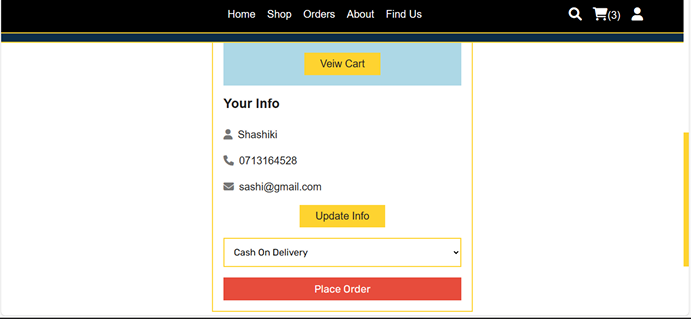 Home Shop Orders About Find Us (3)
Veiw Cart
Your Info
Shashiki
0713164528
sashi@gmail.com
Update Info
Cash On Delivery
Place Order